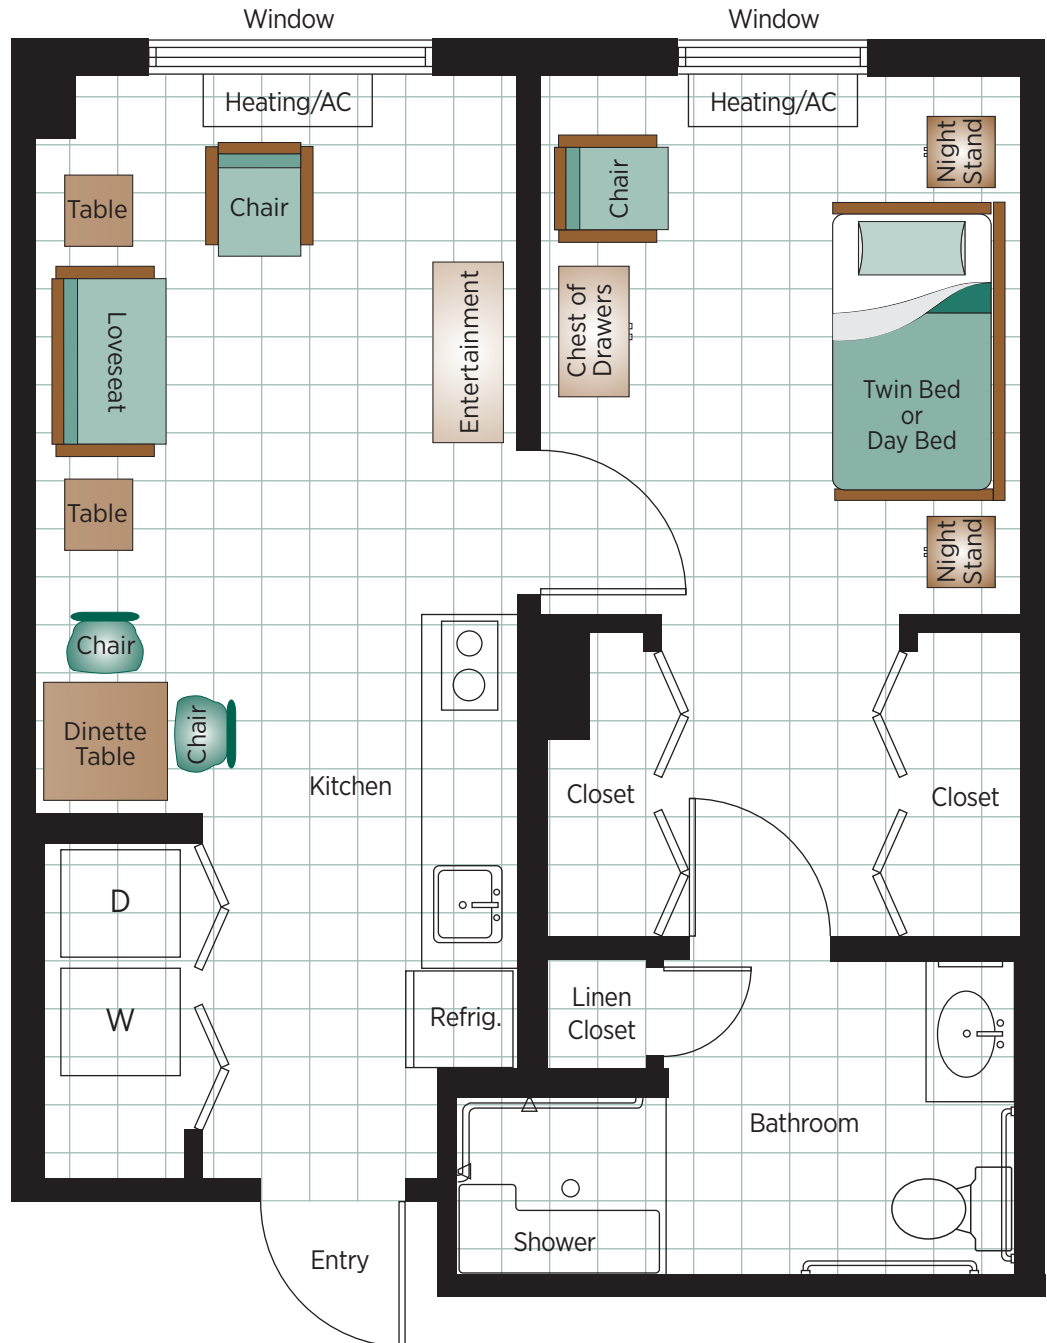 Window
Window
Heating/AC
Heating/AC
Night
Stand
Table
Chair
Chair
Chest of
Drawers
Entertainment
Loveseat
Twin Bed
or
Day Bed
Table
Night
Stand
Chair
Dinette
Table
Chair
Kitchen
Closet
Closet
D
W
Refrig.
Linen
Closet
Bathroom
Shower
Entry